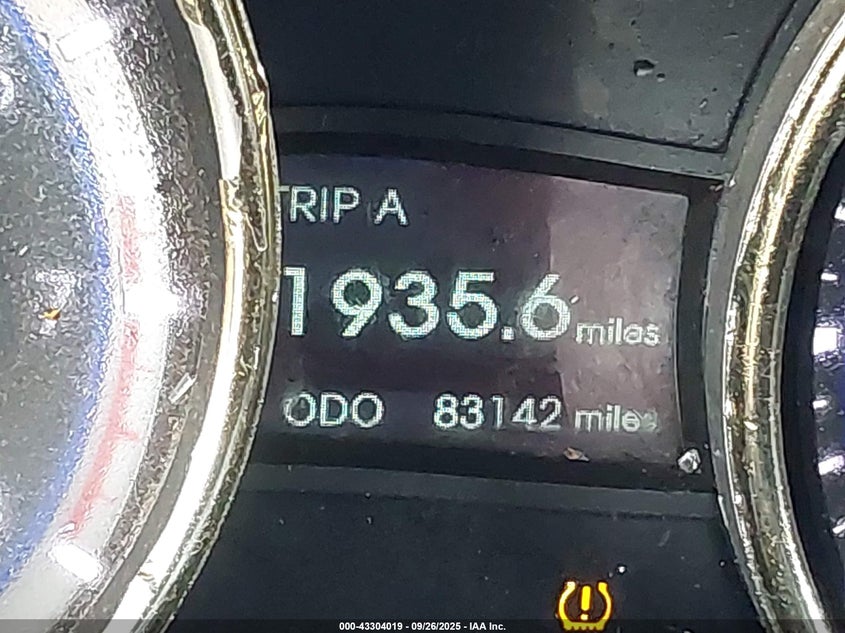 TRIP A
1935.6 miles
ODO 83142 miles
000-43304019 - 09/26/2025 - IAA Inc.